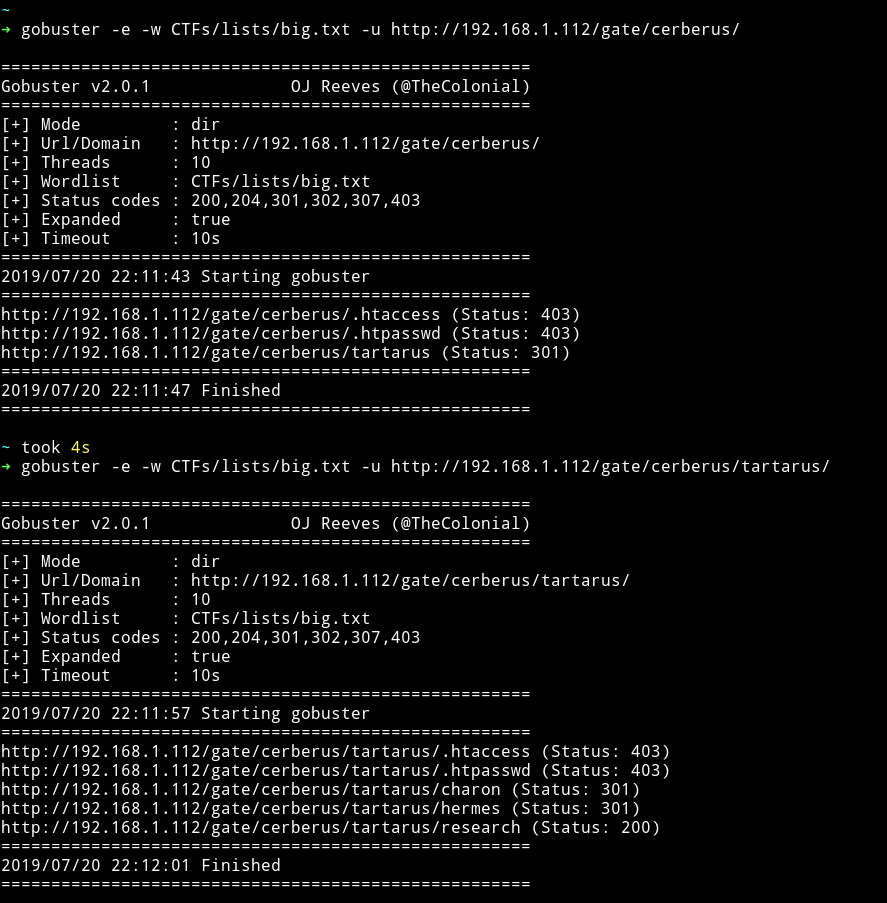 ~
➜ gobuster -e -w CTFs/lists/big.txt -u http://192.168.1.112/gate/cerberus/
=====================================================
Gobuster v2.0.1              OJ Reeves (@TheColonial)
=====================================================
[+] Mode         : dir
[+] Url/Domain   : http://192.168.1.112/gate/cerberus/
[+] Threads      : 10
[+] Wordlist     : CTFs/lists/big.txt
[+] Status codes : 200,204,301,302,307,403
[+] Expanded     : true
[+] Timeout      : 10s
=====================================================
2019/07/20 22:11:43 Starting gobuster
=====================================================
http://192.168.1.112/gate/cerberus/.htaccess (Status: 403)
http://192.168.1.112/gate/cerberus/.htpasswd (Status: 403)
http://192.168.1.112/gate/cerberus/tartarus (Status: 301)
=====================================================
2019/07/20 22:11:47 Finished
=====================================================
~ took 4s
➜ gobuster -e -w CTFs/lists/big.txt -u http://192.168.1.112/gate/cerberus/tartarus/
=====================================================
Gobuster v2.0.1              OJ Reeves (@TheColonial)
=====================================================
[+] Mode         : dir
[+] Url/Domain   : http://192.168.1.112/gate/cerberus/tartarus/
[+] Threads      : 10
[+] Wordlist     : CTFs/lists/big.txt
[+] Status codes : 200,204,301,302,307,403
[+] Expanded     : true
[+] Timeout      : 10s
=====================================================
2019/07/20 22:11:57 Starting gobuster
=====================================================
http://192.168.1.112/gate/cerberus/tartarus/.htaccess (Status: 403)
http://192.168.1.112/gate/cerberus/tartarus/.htpasswd (Status: 403)
http://192.168.1.112/gate/cerberus/tartarus/charon (Status: 301)
http://192.168.1.112/gate/cerberus/tartarus/hermes (Status: 301)
http://192.168.1.112/gate/cerberus/tartarus/research (Status: 200)
=====================================================
2019/07/20 22:12:01 Finished
=====================================================